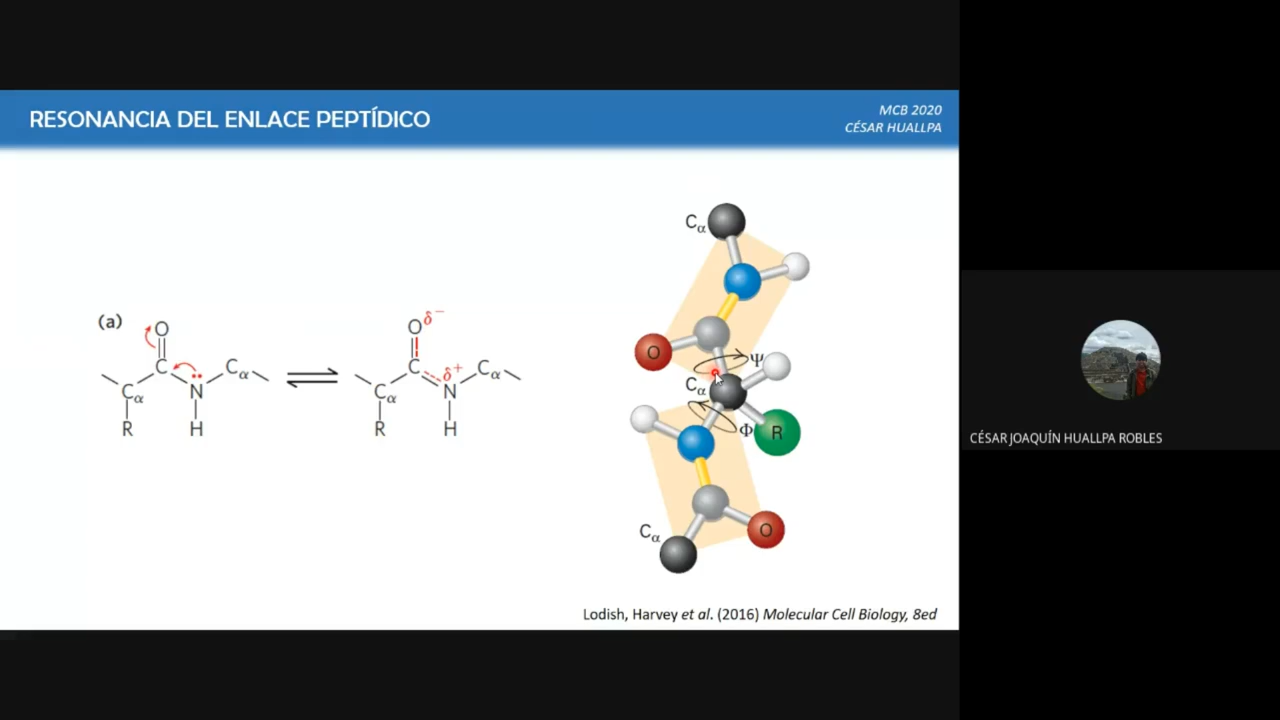 RESONANCIA DEL ENLACE PEPTÍDICO
MCB 2020
CÉSAR HUALLPA
(a)
O
C
Cα
N
Cα
R
H
Oδ−
C
δ+
Cα
N
Cα
R
H
Cα
O
Ψ
Cα
Φ
R
Cα
O
Lodish, Harvey et al. (2016) Molecular Cell Biology, 8ed
CÉSAR JOAQUÍN HUALLPA ROBLES